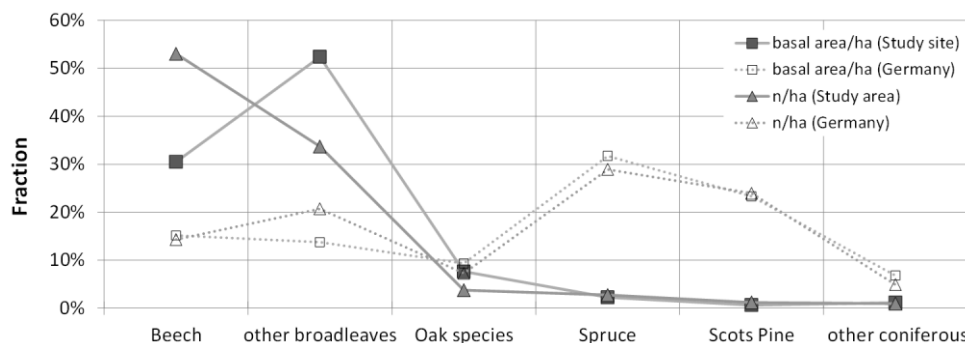 60%
50%
40%
30%
20%
10%
0%
Fraction
basal area/ha (Study site)
basal area/ha (Germany)
n/ha (Study area)
n/ha (Germany)
Beech other broadleaves Oak species Spruce Scots Pine other coniferous